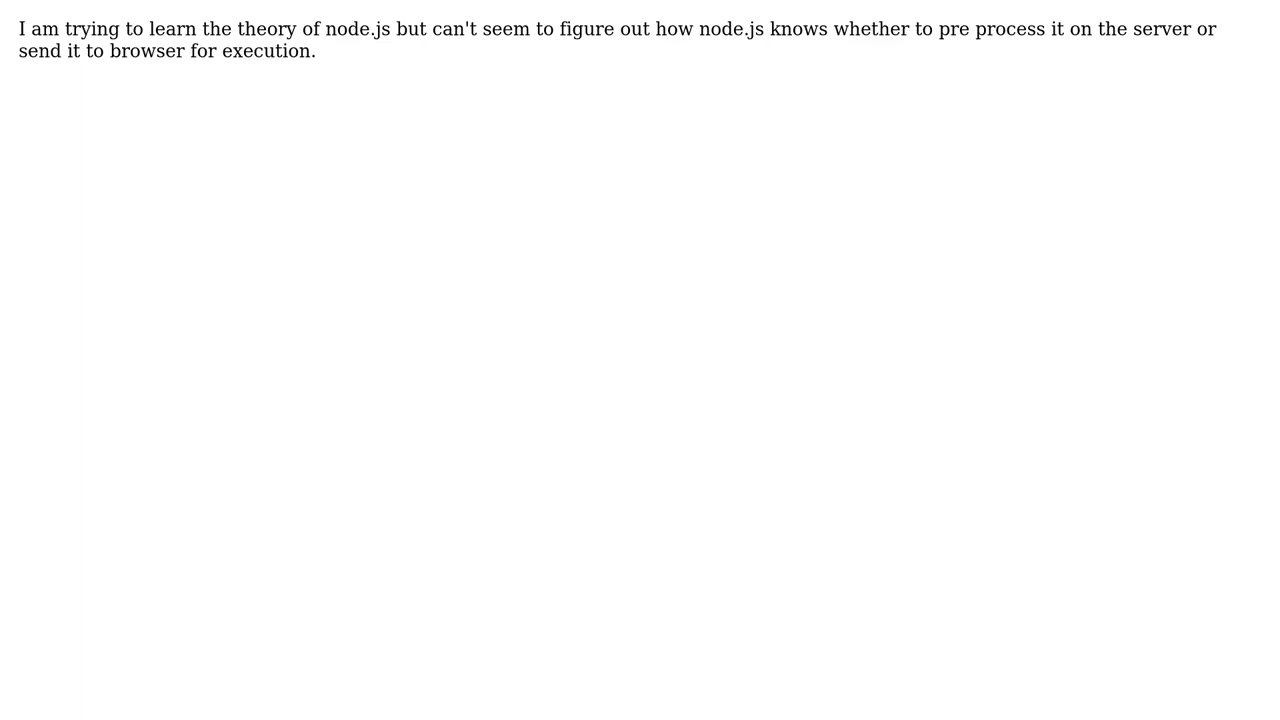 I am trying to learn the theory of node.js but can't seem to figure out how node.js knows whether to pre process it on the server or
send it to browser for execution.